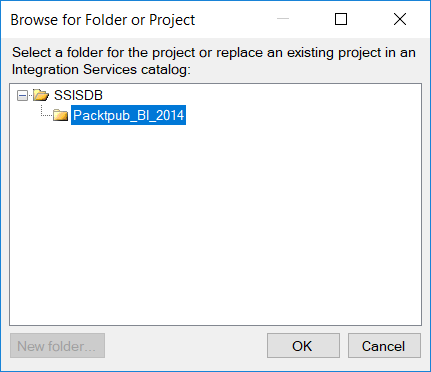 Browse for Folder or Project
Select a folder for the project or replace an existing project in an
Integration Services catalog:
SSISDB
Packtpub_BI_2014
New folder...
OK
Cancel